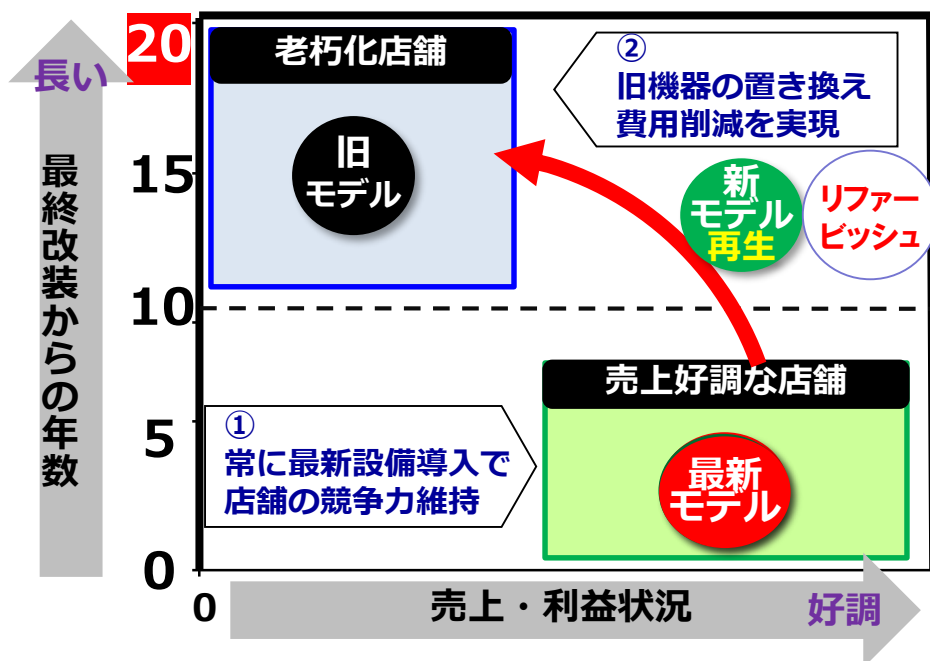 長い
最終改装からの年数
20
15
10
5
0
老朽化店舗
旧
モデル
②
旧機器の置き換え
費用削減を実現
新
モデル
再生
リファー
ビッシュ
売上好調な店舗
①
常に最新設備導入で
店舗の競争力維持
最新
モデル
0
売上・利益状況
好調